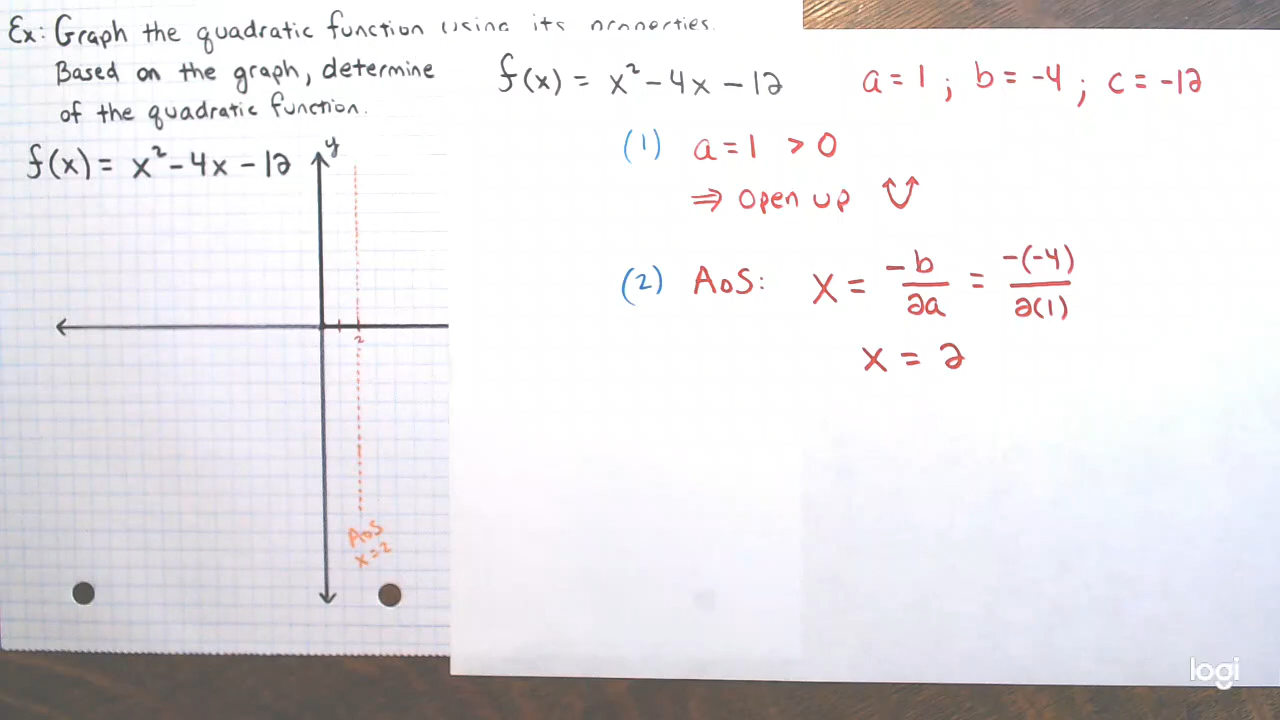 Ex: Graph the quadratic function using its properties.
Based on the graph, determine
of the quadratic function.
f(x) = x² - 4x - 12
y
2
AoS
x=2
f(x) = x² - 4x - 12 a = 1 ; b = -4 ; c = -12
(1) a = 1 > 0
⇒ Open up
(2) AoS: x = -b/2a = -(-4)/2(1)
x = 2
logi